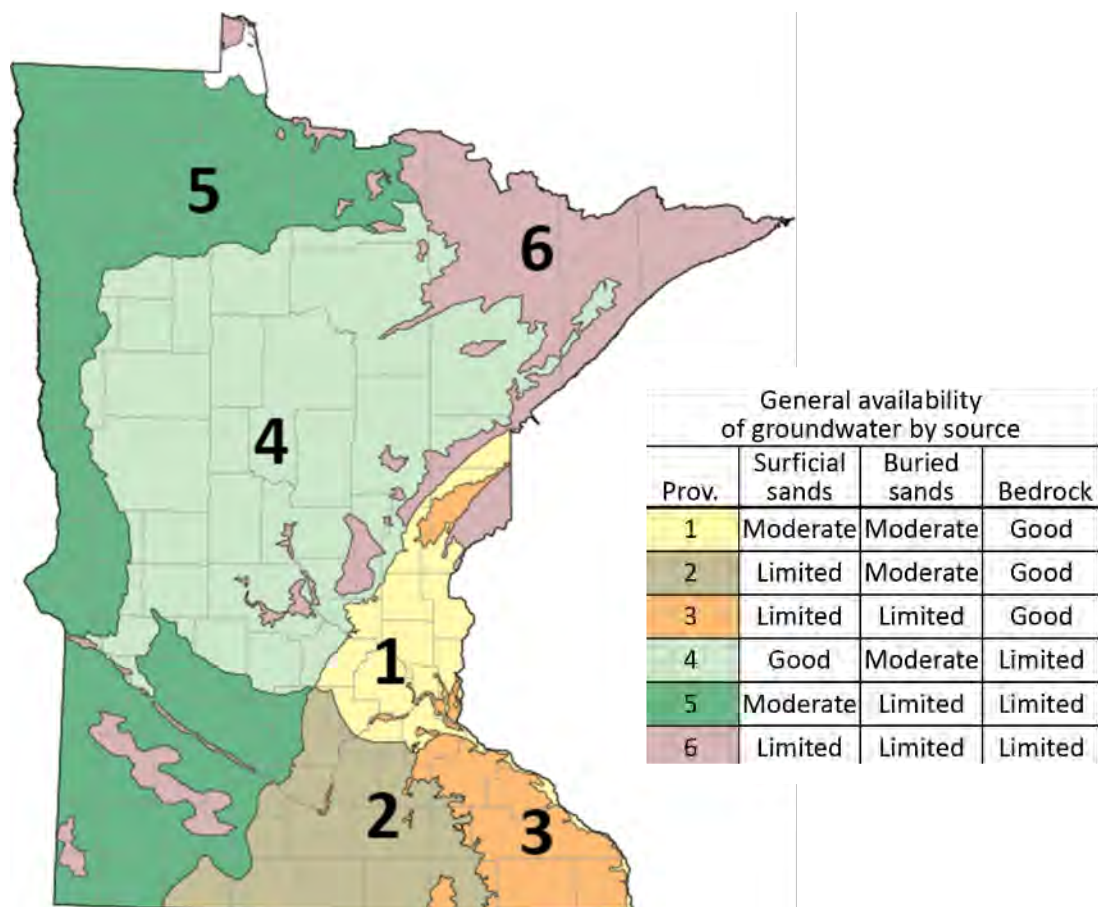 5
6
4
1
2
3
General availability
of groundwater by source
Prov. Surficial sands Buried sands Bedrock
1 Moderate Moderate Good
2 Limited Moderate Good
3 Limited Limited Good
4 Good Moderate Limited
5 Moderate Limited Limited
6 Limited Limited Limited